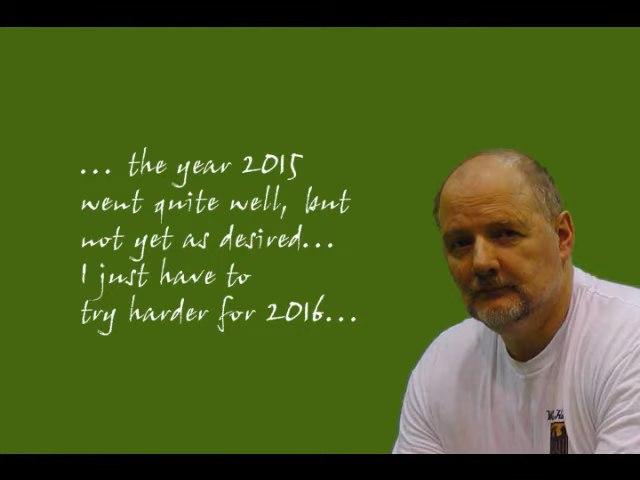 ... the year 2015
went quite well, but
not yet as desired...
I just have to
try harder for 2016...